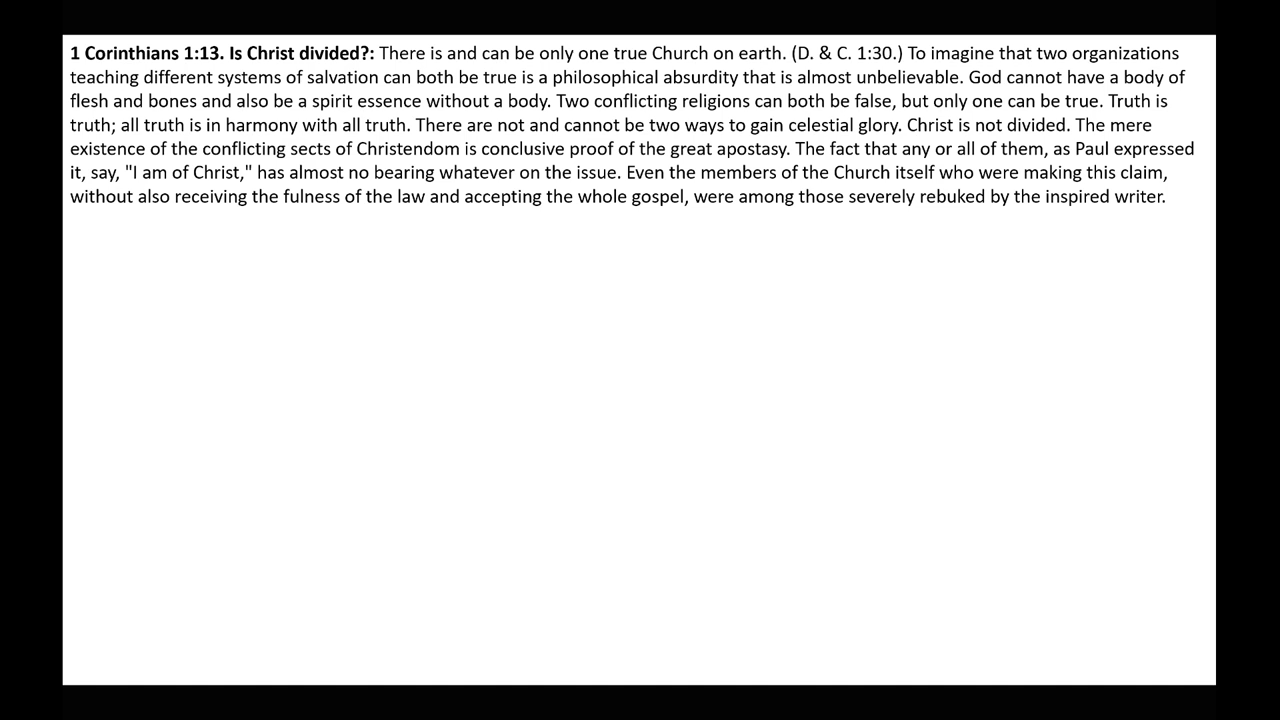 1 Corinthians 1:13. Is Christ divided?: There is and can be only one true Church on earth. (D. & C. 1:30.) To imagine that two organizations
teaching different systems of salvation can both be true is a philosophical absurdity that is almost unbelievable. God cannot have a body of
flesh and bones and also be a spirit essence without a body. Two conflicting religions can both be false, but only one can be true. Truth is
truth; all truth is in harmony with all truth. There are not and cannot be two ways to gain celestial glory. Christ is not divided. The mere
existence of the conflicting sects of Christendom is conclusive proof of the great apostasy. The fact that any or all of them, as Paul expressed
it, say, "I am of Christ," has almost no bearing whatever on the issue. Even the members of the Church itself who were making this claim,
without also receiving the fulness of the law and accepting the whole gospel, were among those severely rebuked by the inspired writer.